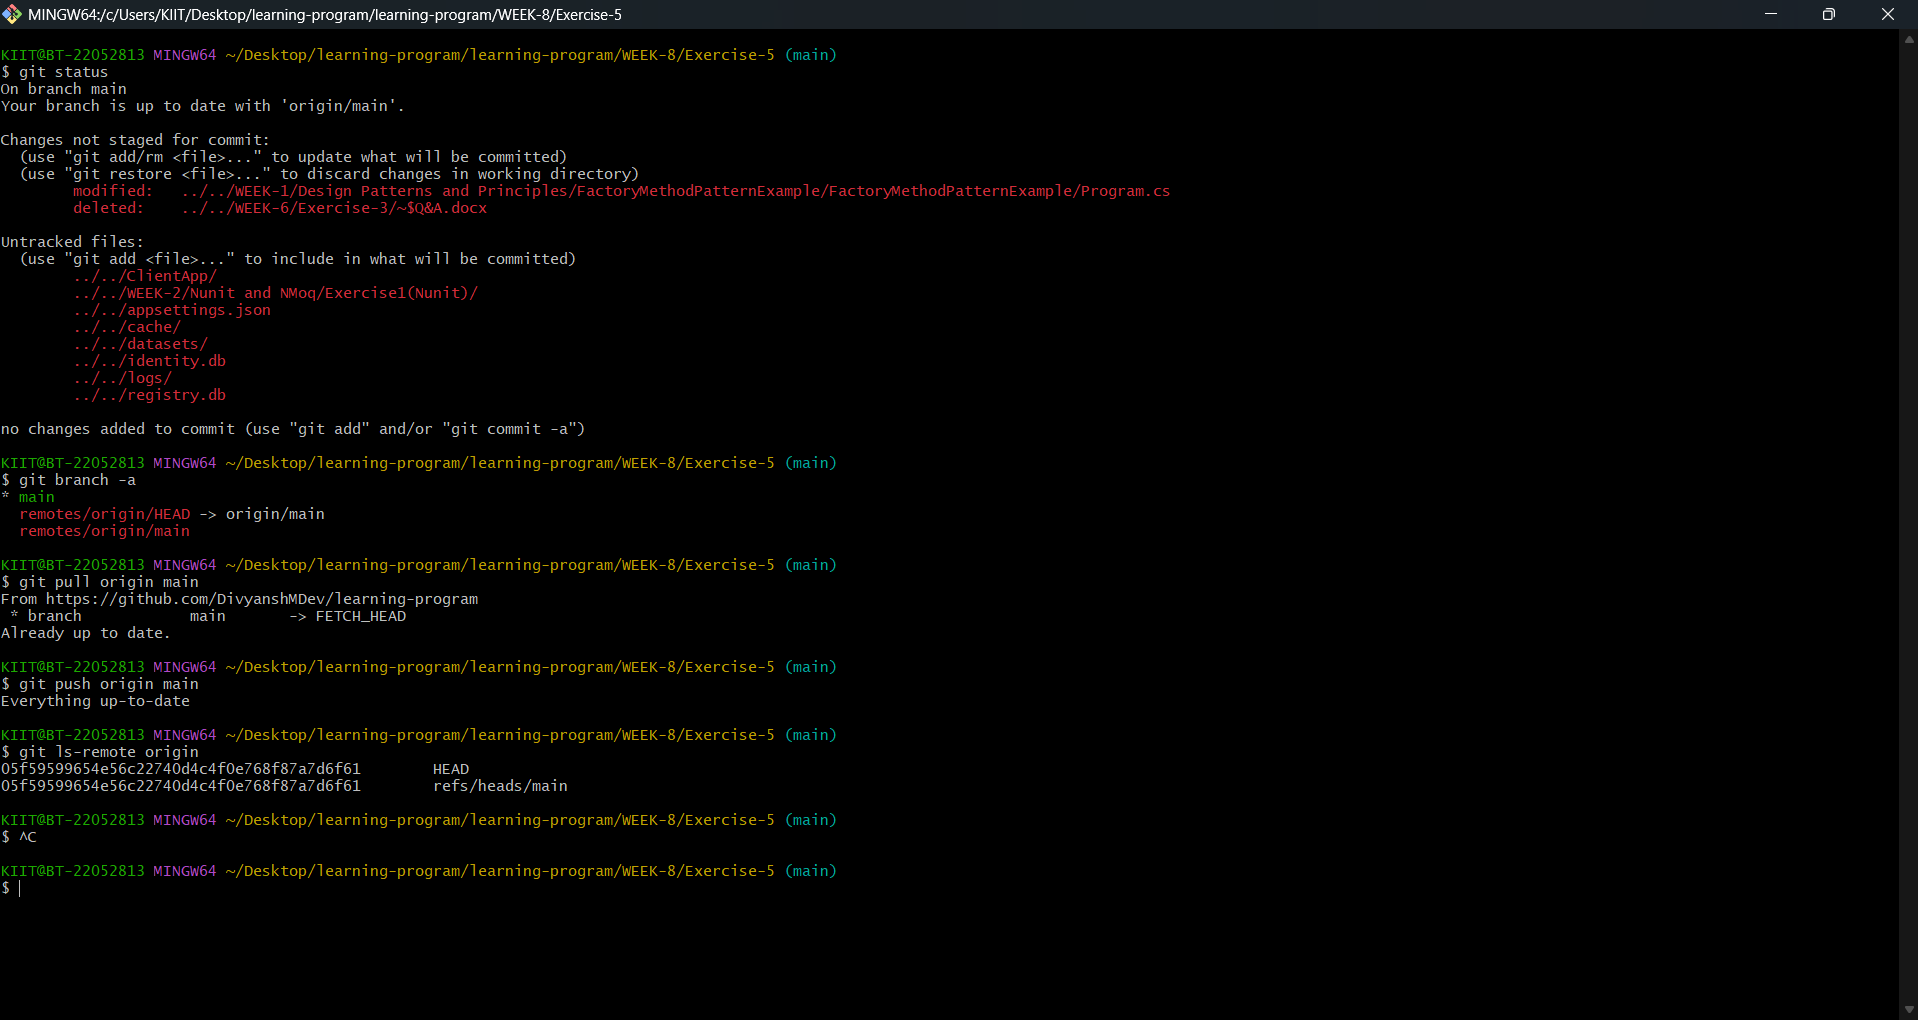 MINGW64:/c/Users/KIIT/Desktop/learning-program/learning-program/WEEK-8/Exercise-5
KIIT@BT-22052813 MINGW64 ~/Desktop/learning-program/learning-program/WEEK-8/Exercise-5 (main)
$ git status
On branch main
Your branch is up to date with 'origin/main'.
Changes not staged for commit:
  (use "git add/rm <file>..." to update what will be committed)
  (use "git restore <file>..." to discard changes in working directory)
        modified:   ../../WEEK-1/Design Patterns and Principles/FactoryMethodPatternExample/FactoryMethodPatternExample/Program.cs
        deleted:    ../../WEEK-6/Exercise-3/~$Q&A.docx
Untracked files:
  (use "git add <file>..." to include in what will be committed)
        ../../ClientApp/
        ../../WEEK-2/Nunit and NMoq/Exercise1(Nunit)/
        ../../appsettings.json
        ../../cache/
        ../../datasets/
        ../../identity.db
        ../../logs/
        ../../registry.db
no changes added to commit (use "git add" and/or "git commit -a")
KIIT@BT-22052813 MINGW64 ~/Desktop/learning-program/learning-program/WEEK-8/Exercise-5 (main)
$ git branch -a
* main
  remotes/origin/HEAD -> origin/main
  remotes/origin/main
KIIT@BT-22052813 MINGW64 ~/Desktop/learning-program/learning-program/WEEK-8/Exercise-5 (main)
$ git pull origin main
From https://github.com/DivyanshMDev/learning-program
 * branch            main       -> FETCH_HEAD
Already up to date.
KIIT@BT-22052813 MINGW64 ~/Desktop/learning-program/learning-program/WEEK-8/Exercise-5 (main)
$ git push origin main
Everything up-to-date
KIIT@BT-22052813 MINGW64 ~/Desktop/learning-program/learning-program/WEEK-8/Exercise-5 (main)
$ git ls-remote origin
05f59599654e56c22740d4c4f0e768f87a7d6f61        HEAD
05f59599654e56c22740d4c4f0e768f87a7d6f61        refs/heads/main
KIIT@BT-22052813 MINGW64 ~/Desktop/learning-program/learning-program/WEEK-8/Exercise-5 (main)
$ ^C
KIIT@BT-22052813 MINGW64 ~/Desktop/learning-program/learning-program/WEEK-8/Exercise-5 (main)
$